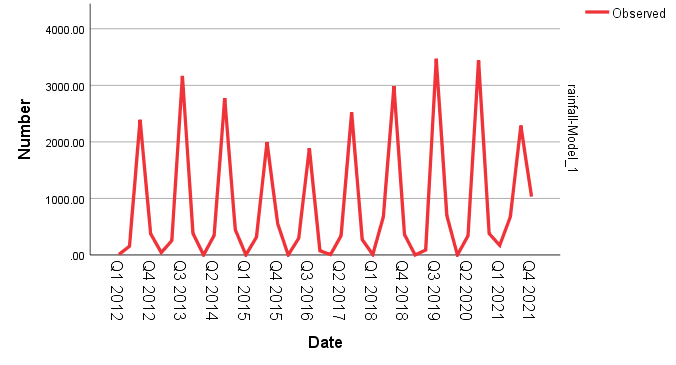 Observed
4000.00
3000.00
2000.00
1000.00
.00
Number
rainfall-Model_1
Q1 2012
Q4 2012
Q3 2013
Q2 2014
Q1 2015
Q4 2015
Q3 2016
Q2 2017
Q1 2018
Q4 2018
Q3 2019
Q2 2020
Q1 2021
Q4 2021
Date